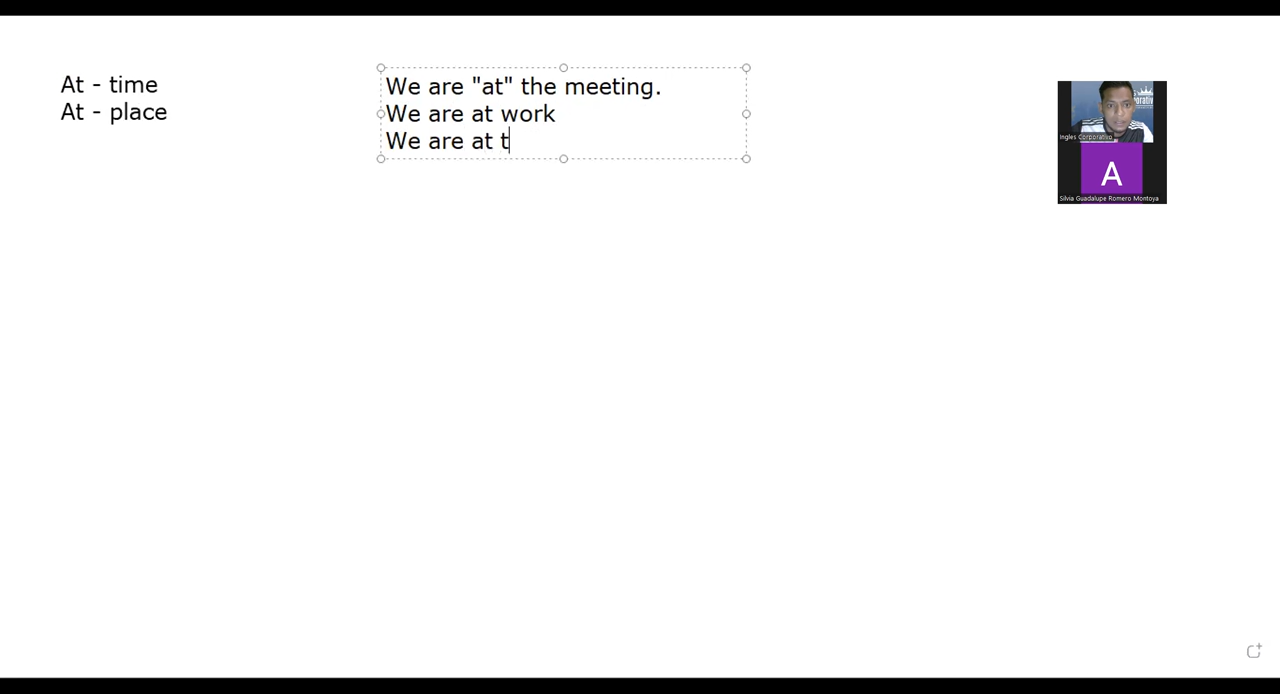 At - time
At - place
We are "at" the meeting.
We are at work
We are at t
Ingles Corporativo
A
Silvia Guadalupe Romero Montoya